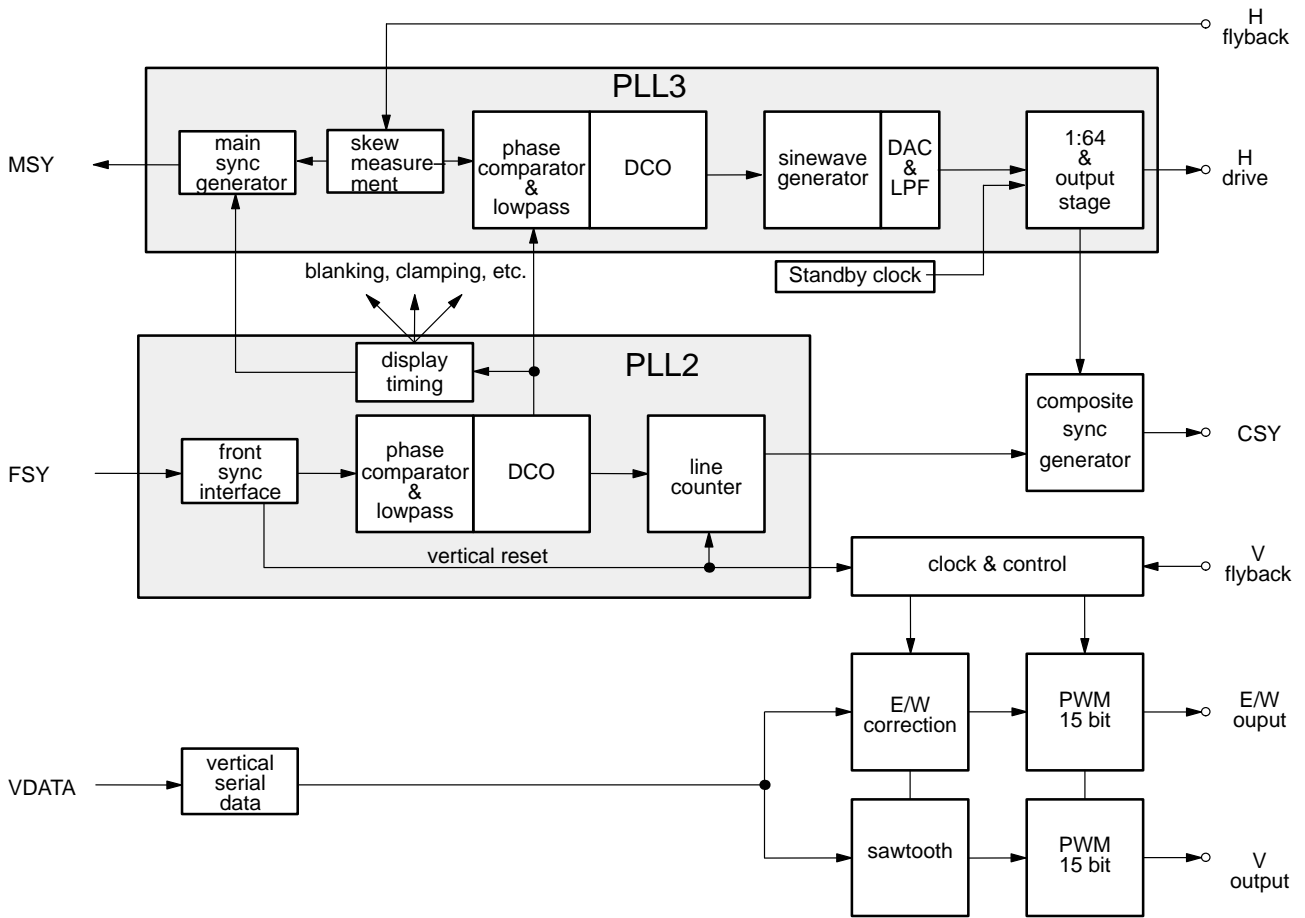 H
flyback
PLL3
MSY
main
sync
generator
skew
measure–
ment
phase
comparator
&
lowpass
DCO
sinewave
generator
DAC
&
LPF
1:64
&
output
stage
H
drive
blanking, clamping, etc.
Standby clock
display
timing
PLL2
composite
sync
generator
CSY
FSY
front
sync
interface
phase
comparator
&
lowpass
DCO
line
counter
vertical reset
clock & control
V
flyback
E/W
correction
PWM
15 bit
E/W
ouput
VDATA
vertical
serial
data
sawtooth
PWM
15 bit
V
output